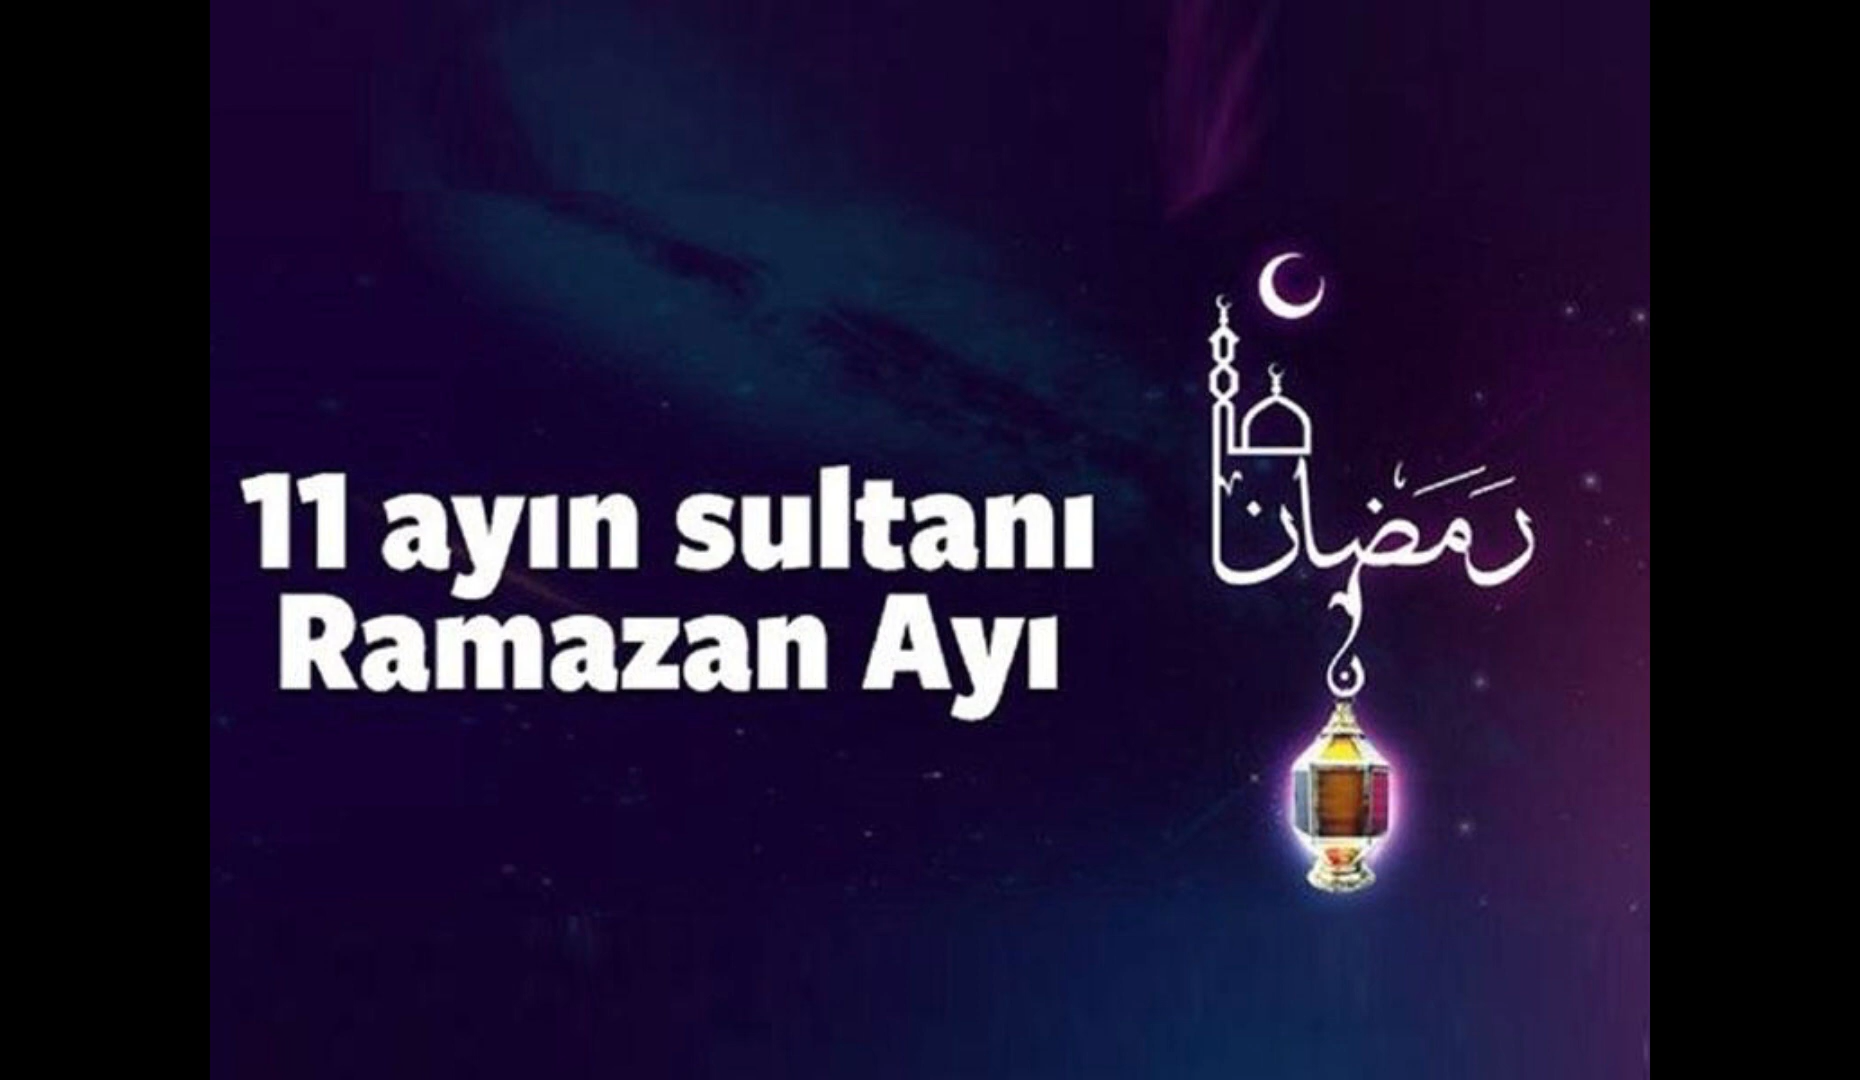 11 ayın sultanı
Ramazan Ayı
رمضان